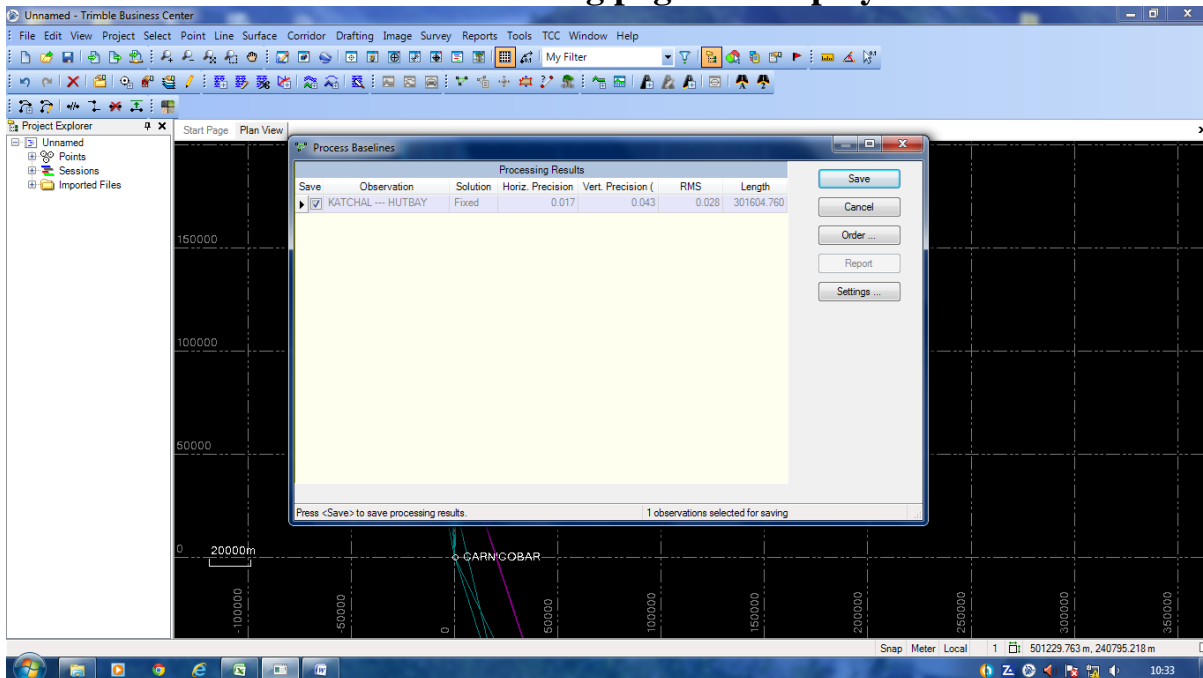 Unnamed - Trimble Business Center
File Edit View Project Select Point Line Surface Corridor Drafting Image Survey Reports Tools TCC Window Help
My Filter
Project Explorer
Start Page Plan View
Unnamed
Points
Sessions
Imported Files
Process Baselines
Processing Results
Save Observation Solution Horiz. Precision Vert. Precision ( RMS Length
KATCHAL --- HUTBAY Fixed 0.017 0.043 0.028 301604.760
Save
Cancel
Order ...
Report
Settings ...
Press <Save> to save processing results. 1 observations selected for saving
150000
100000
50000
0
20000m
CARN'COBAR
-100000 -50000 0 50000 100000 150000 200000 250000 300000 350000
Snap Meter Local 1 501229.763 m, 240795.218 m
10:33